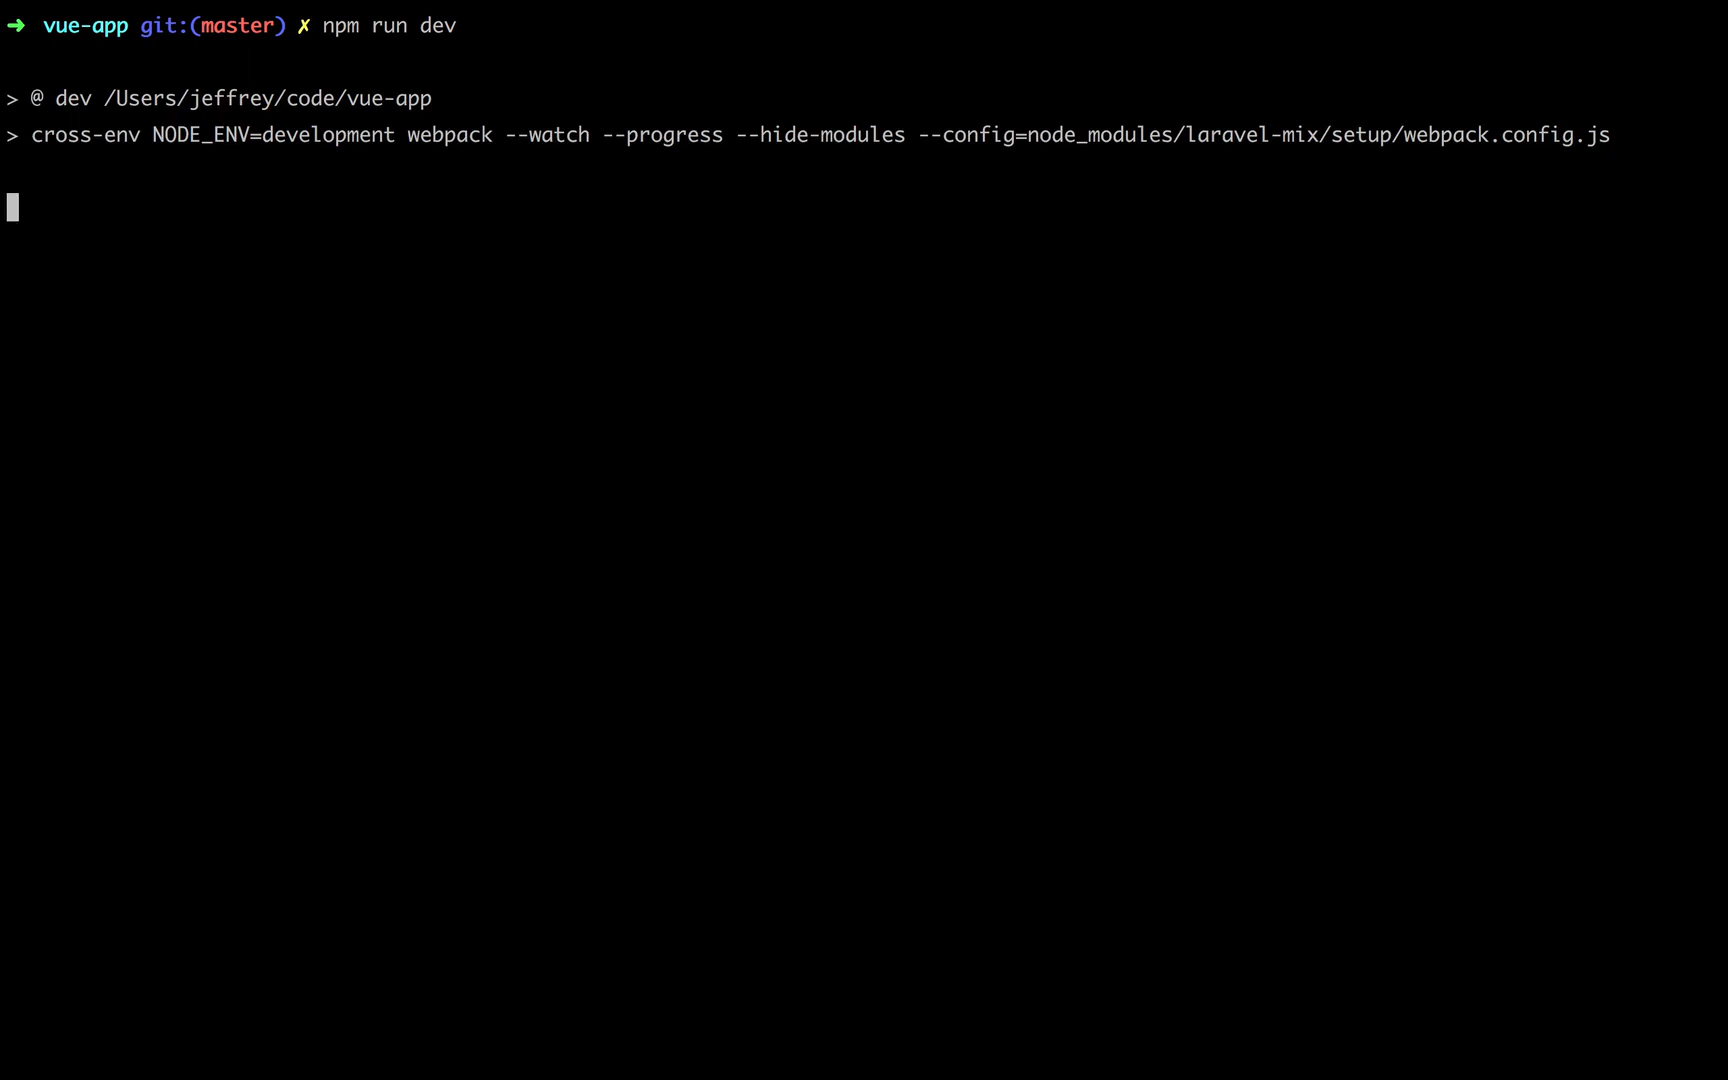 ➜ vue-app git:(master) ✗ npm run dev
> @ dev /Users/jeffrey/code/vue-app
> cross-env NODE_ENV=development webpack --watch --progress --hide-modules --config=node_modules/laravel-mix/setup/webpack.config.js